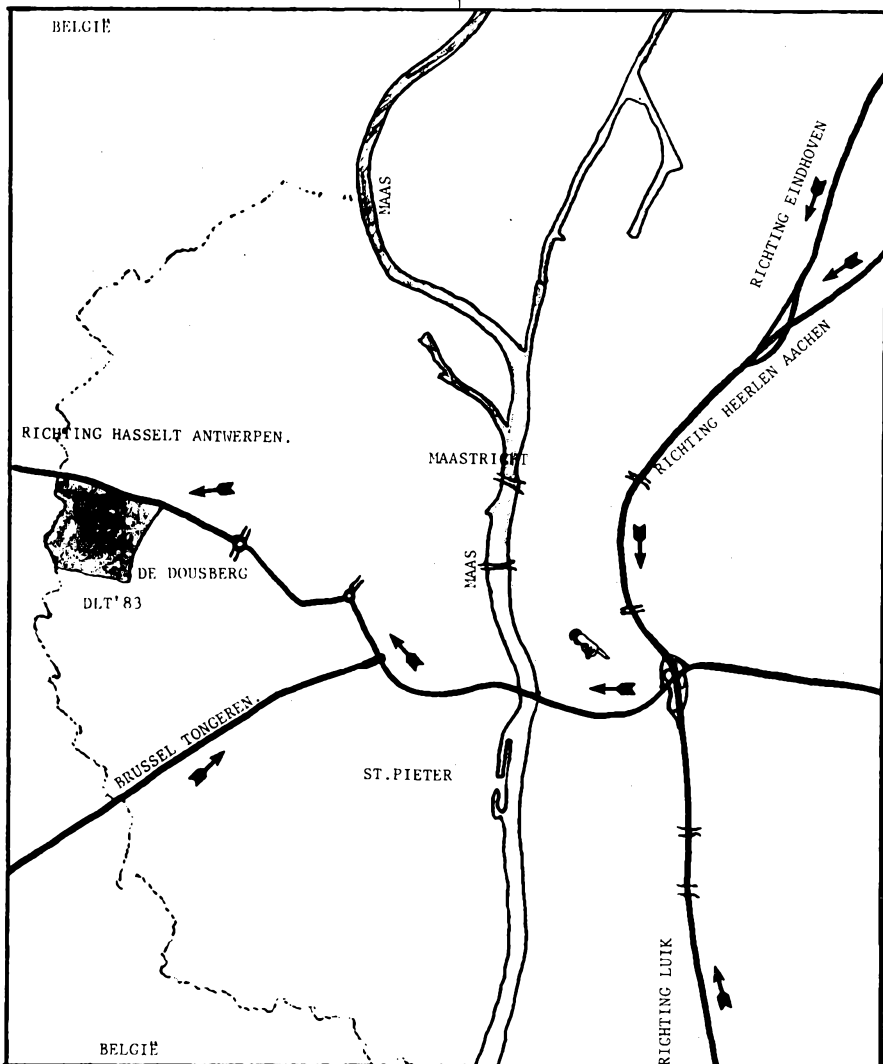 BELGIË
MAAS
RICHTING EINDHOVEN
RICHTING HEERLEN AACHEN
RICHTING HASSELT ANTWERPEN.
MAASTRICHT
MAAS
DE DOUSBERG
DLT'83
BRUSSEL TONGEREN.
ST.PIETER
RICHTING LUIK
BELGIË